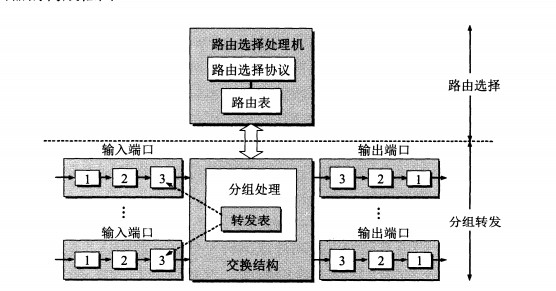 路由选择处理机
路由选择协议
路由表
路由选择
输入端口
输出端口
1 2 3
分组处理
转发表
3 2 1
分组转发
输入端口
输出端口
1 2 3
交换结构
3 2 1